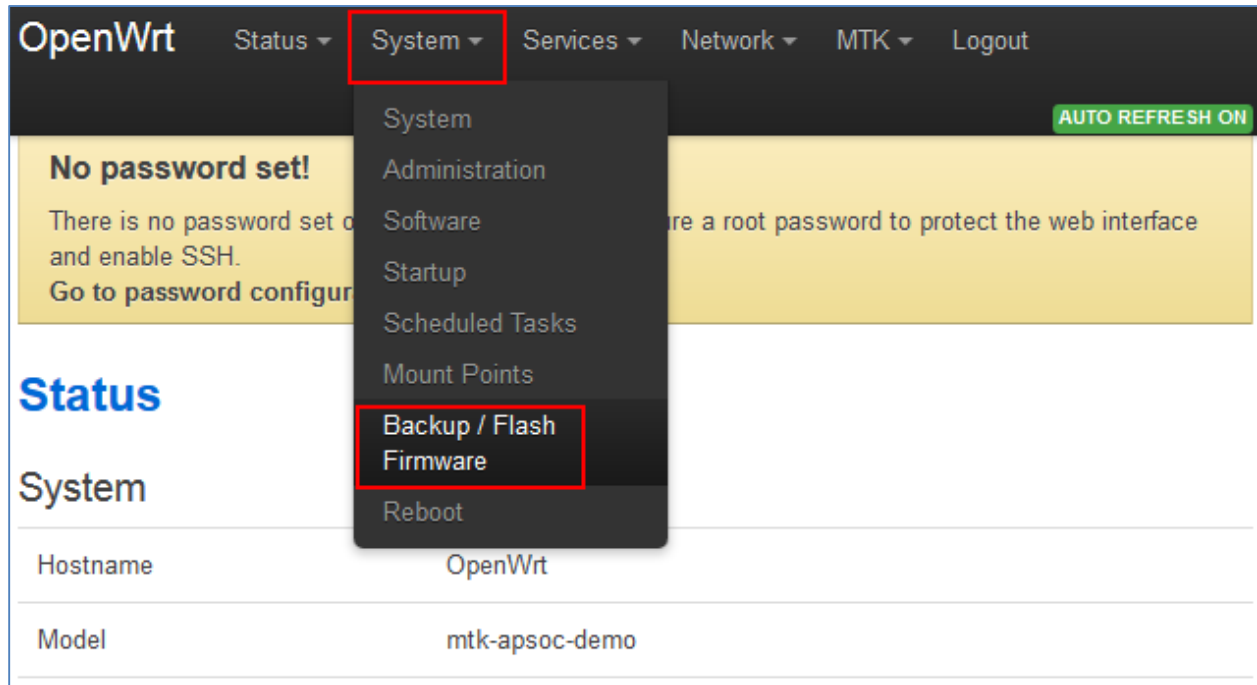 OpenWrt Status System Services Network MTK Logout
AUTO REFRESH ON
System
Administration
Software
Startup
Scheduled Tasks
Mount Points
Backup / Flash
Firmware
Reboot
No password set!
There is no password set a root password to protect the web interface
and enable SSH.
Go to password
Status
System
Hostname OpenWrt
Model mtk-apsoc-demo